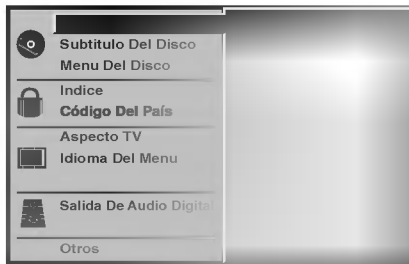 Subtitulo Del Disco
Menu Del Disco
Indice
Código Del País
Aspecto TV
Idioma Del Menu
Salida De Audio Digital
Otros